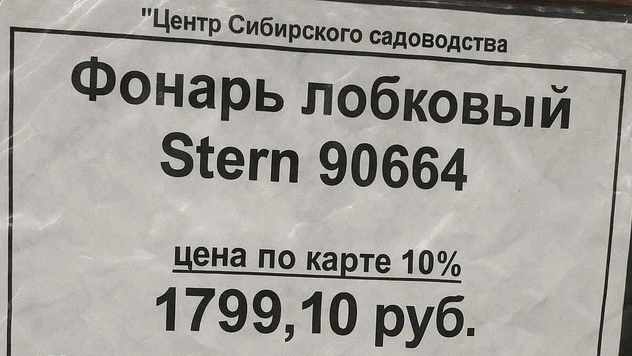 "Центр Сибирского садоводства
Фонарь лобковый
Stern 90664
цена по карте 10%
1799,10 руб.